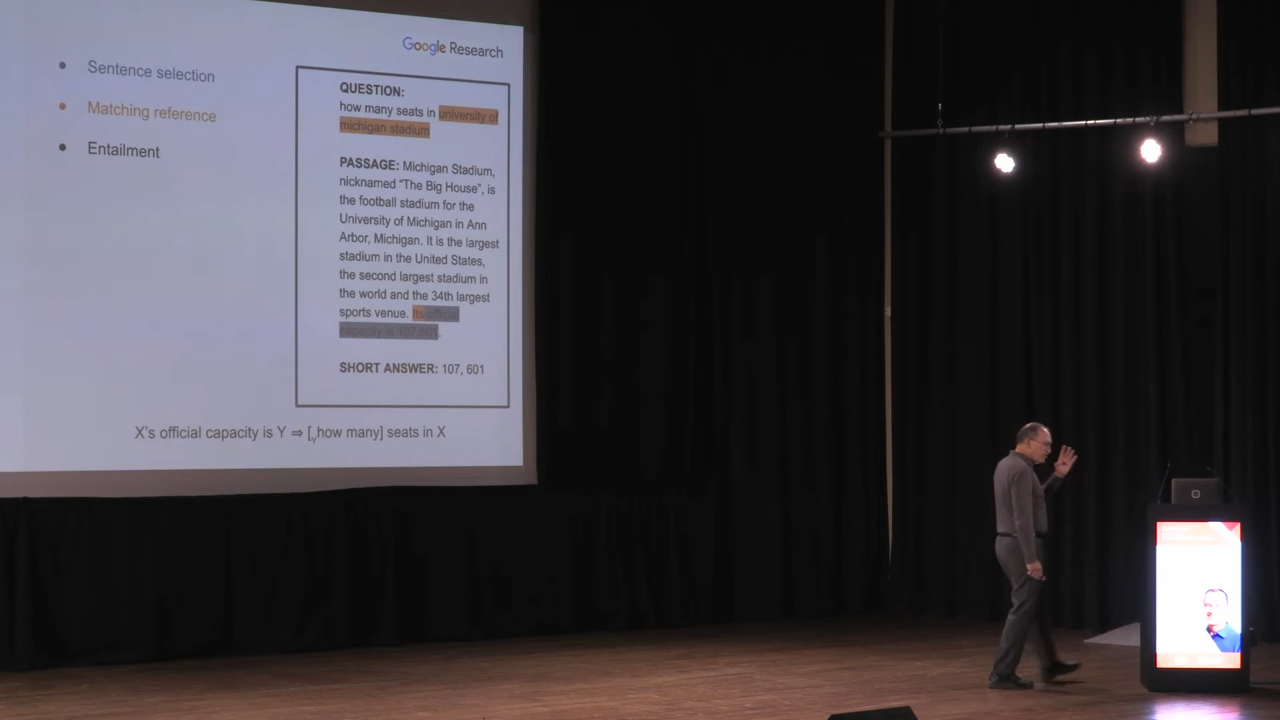 Google Research
• Sentence selection
• Matching reference
• Entailment
QUESTION:
how many seats in university of
michigan stadium
PASSAGE: Michigan Stadium,
nicknamed “The Big House”, is
the football stadium for the
University of Michigan in Ann
Arbor, Michigan. It is the largest
stadium in the United States,
the second largest stadium in
the world and the 34th largest
sports venue. Its official
capacity is 107,601.
SHORT ANSWER: 107, 601
X’s official capacity is Y ⇒ [Yhow many] seats in X